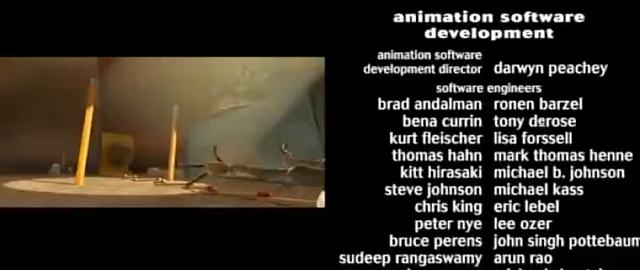 animation software
development
animation software
development director darwyn peachey
software engineers
brad andalman ronen barzel
bena currin tony derose
kurt fleischer lisa forssell
thomas hahn mark thomas henne
kitt hirasaki michael b. johnson
steve johnson michael kass
chris king eric lebel
peter nye lee ozer
bruce perens john singh pottebaum
sudeep rangaswamy arun rao